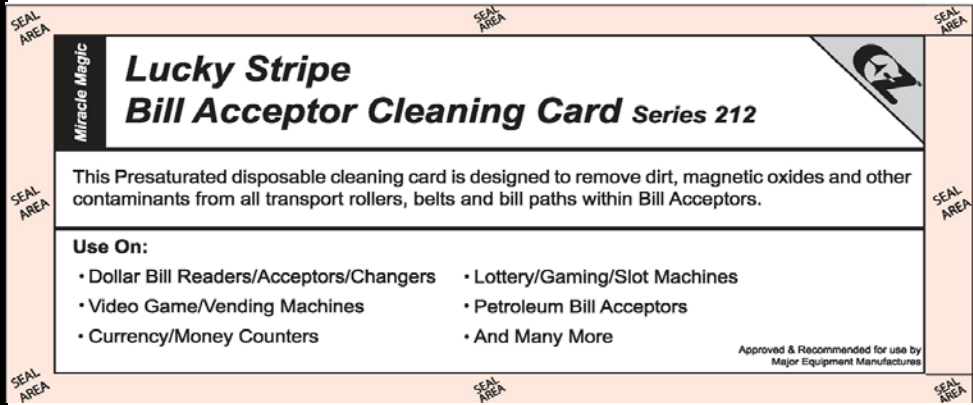 SEAL
AREA
SEAL
AREA
SEAL
AREA
Miracle Magic
Lucky Stripe
Bill Acceptor Cleaning Card Series 212
This Presaturated disposable cleaning card is designed to remove dirt, magnetic oxides and other
contaminants from all transport rollers, belts and bill paths within Bill Acceptors.
SEAL
AREA
SEAL
AREA
Use On:
· Dollar Bill Readers/Acceptors/Changers
· Video Game/Vending Machines
· Currency/Money Counters
· Lottery/Gaming/Slot Machines
· Petroleum Bill Acceptors
· And Many More
Approved & Recommended for use by
Major Equipment Manufactures
SEAL
AREA
SEAL
AREA
SEAL
AREA